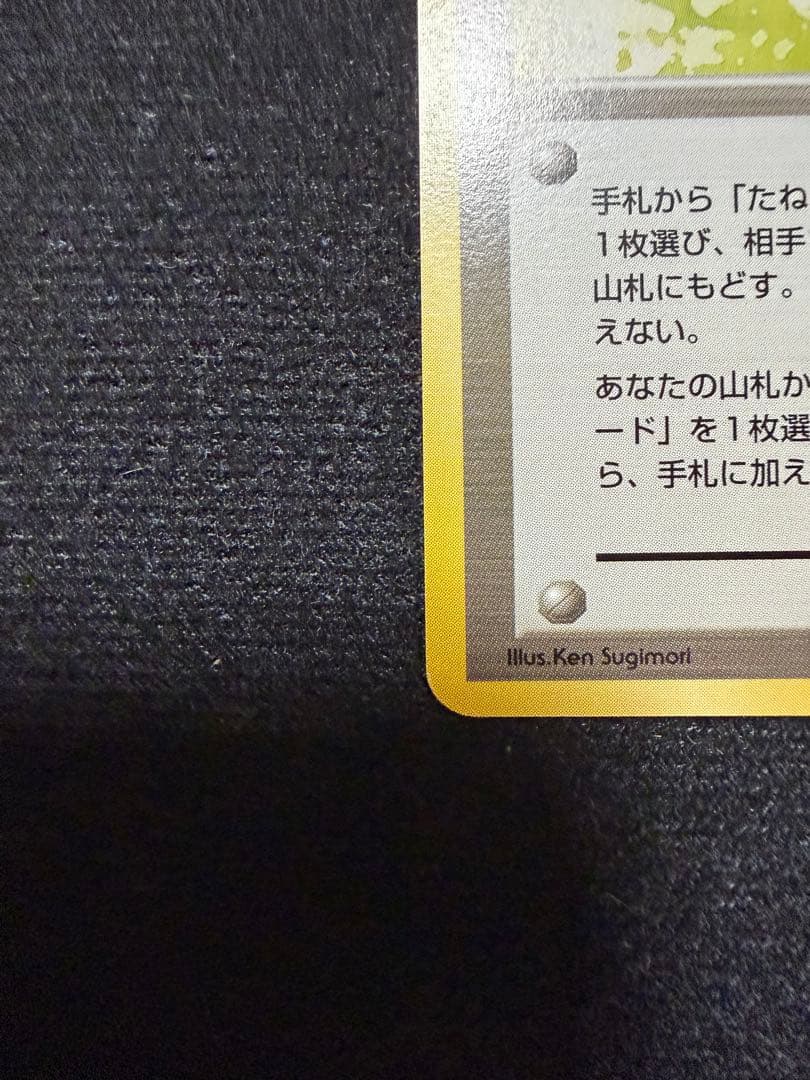 手札から「たね
1枚選び、相手
山札にもどす。
えない。
あなたの山札か
ード」を1枚選
ら、手札に加え
Illus.Ken Sugimori